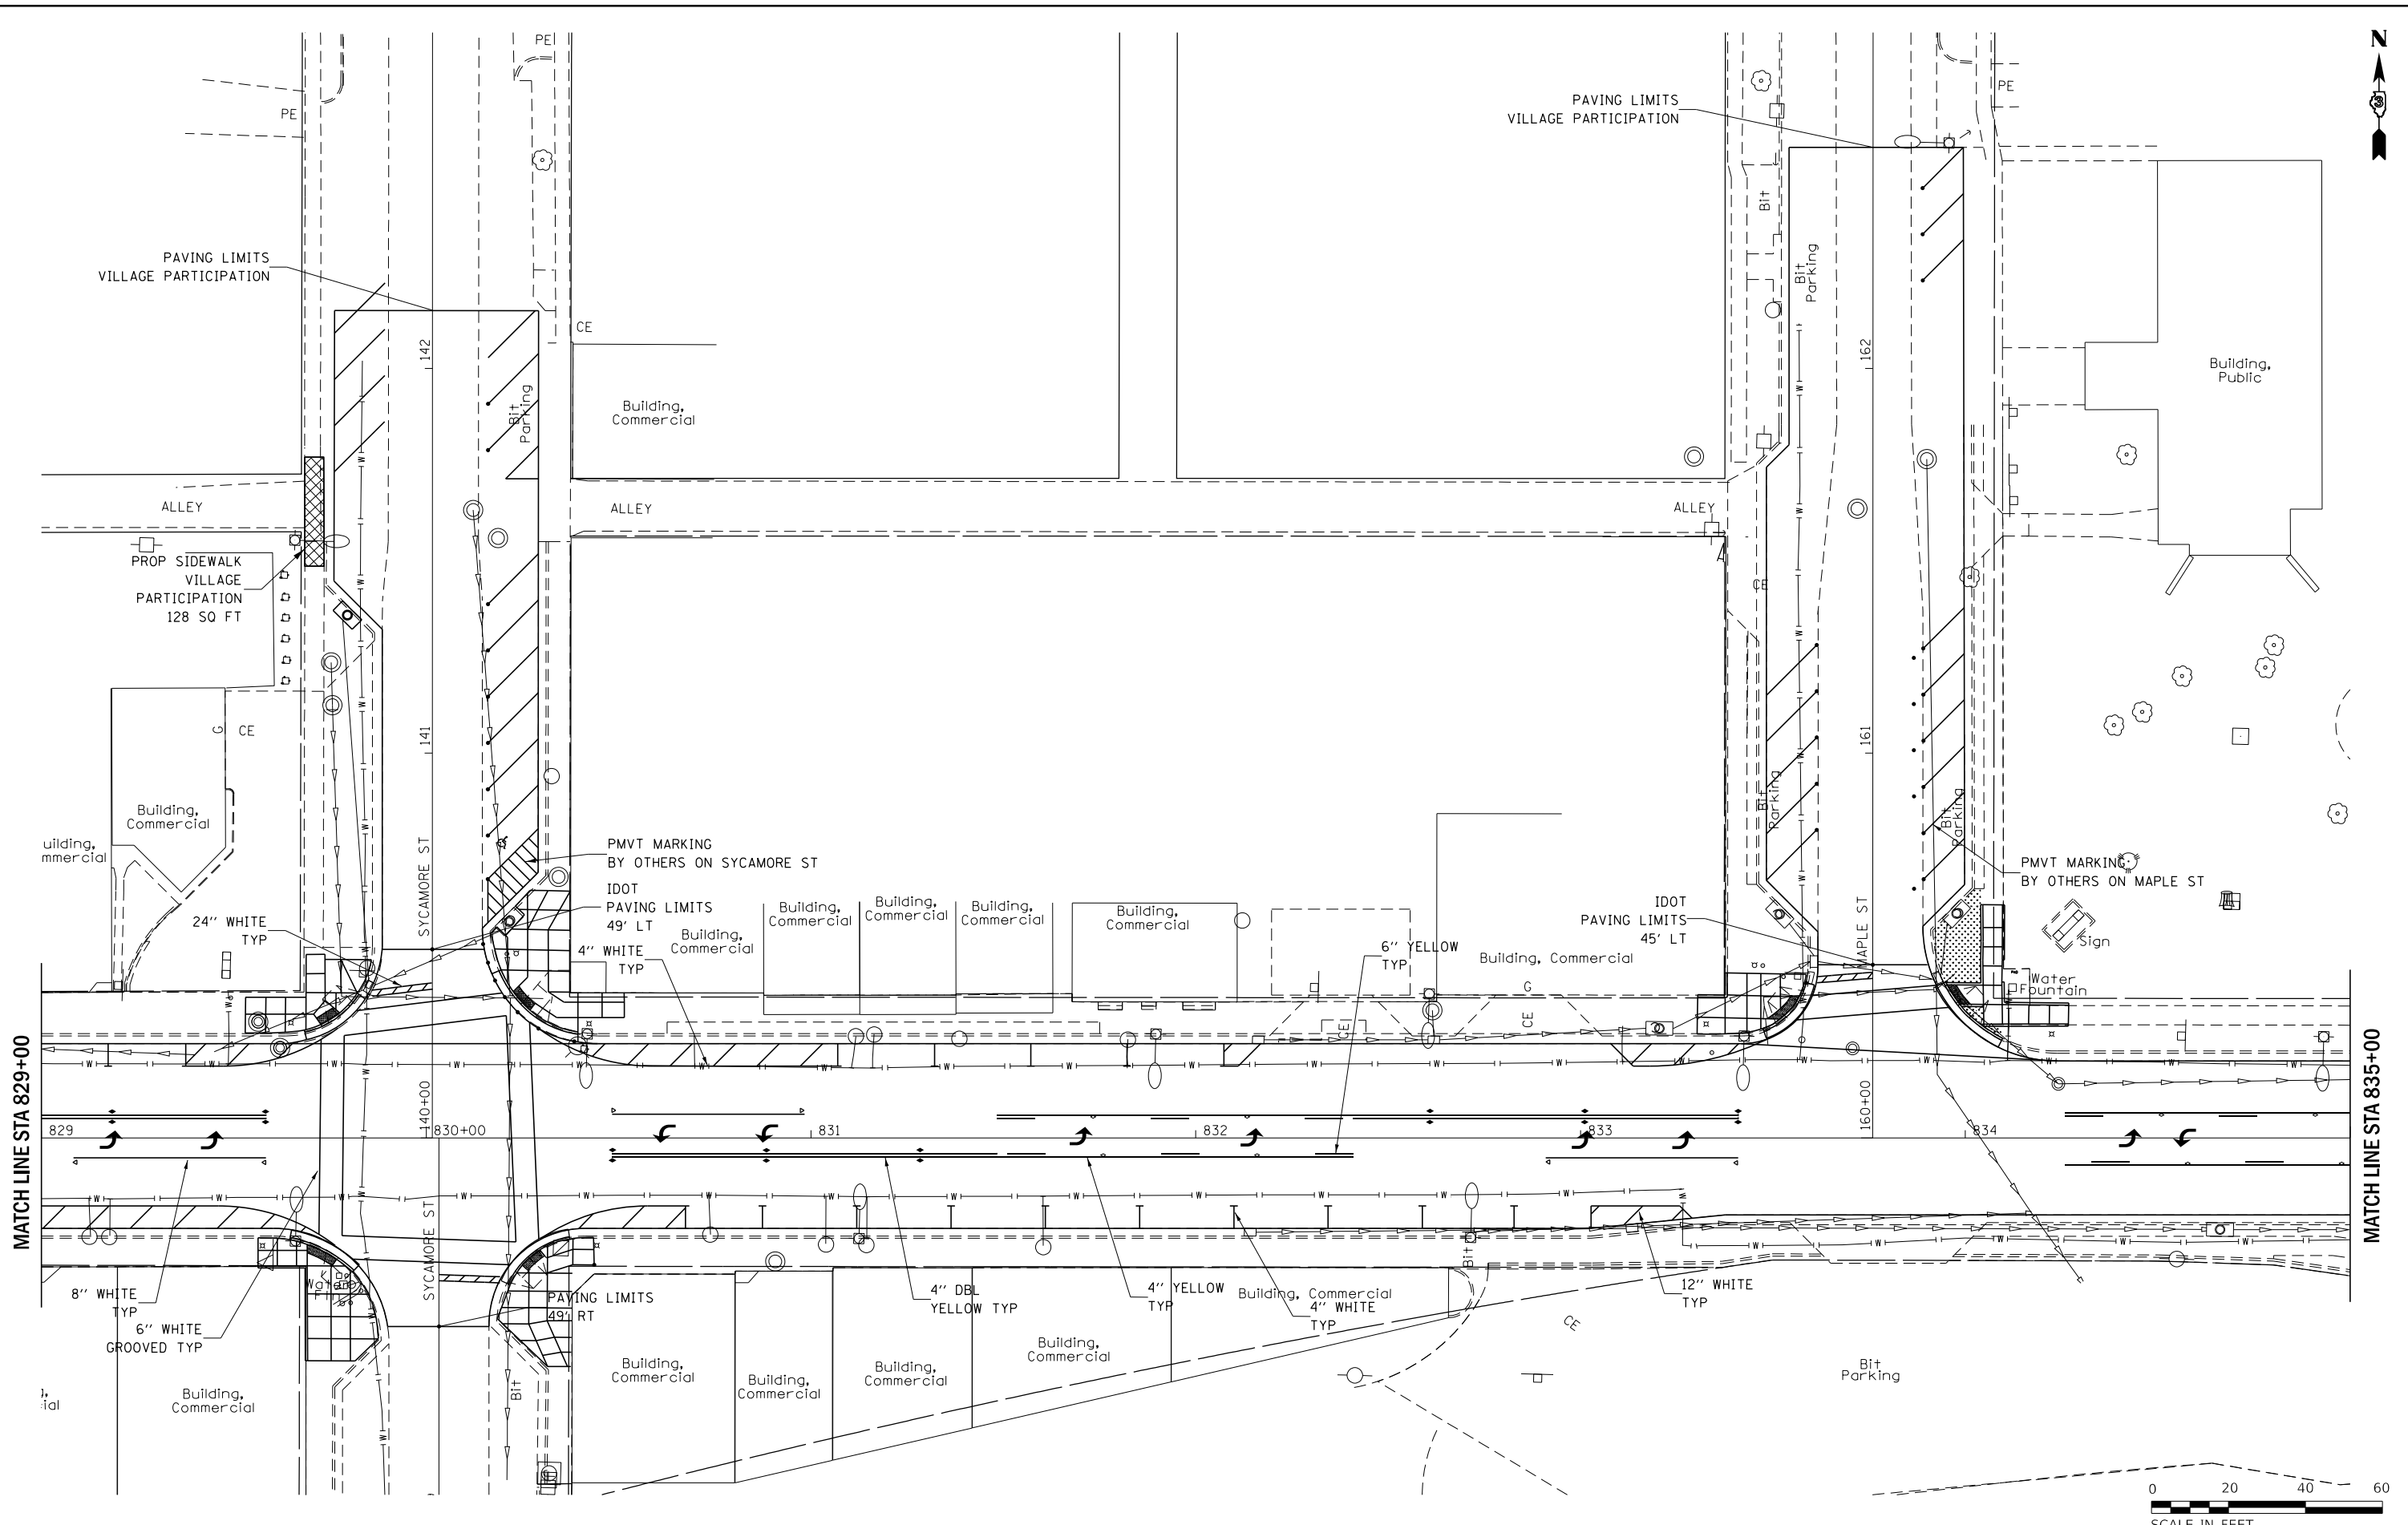 N
3
PE
PE
PE
PAVING LIMITS
VILLAGE PARTICIPATION
PAVING LIMITS
VILLAGE PARTICIPATION
Bit
Bit
Parking
CE
142
162
Building,
Commercial
Bit
Parking
Building,
Public
ALLEY
ALLEY
ALLEY
PROP SIDEWALK
VILLAGE
PARTICIPATION
128 SQ FT
CE
G
CE
141
161
Building,
Commercial
uilding,
mmercial
SYCAMORE ST
PMVT MARKING
BY OTHERS ON SYCAMORE ST
IDOT
PAVING LIMITS
49' LT
24'' WHITE
TYP
4'' WHITE
TYP
Building,
Commercial
Building,
Commercial
Building,
Commercial
Building,
Commercial
Building,
Commercial
6'' YELLOW
TYP
Building, Commercial
IDOT
PAVING LIMITS
45' LT
MAPLE ST
Bit
Parking
Bit
Parking
PMVT MARKING
BY OTHERS ON MAPLE ST
Sign
Water
Fountain
G
CE
CE
MATCH LINE STA 829+00
MATCH LINE STA 835+00
140+00
160+00
829
830+00
831
832
833
834
SYCAMORE ST
8'' WHITE
TYP
6'' WHITE
GROOVED TYP
PAVING LIMITS
49' RT
4'' DBL
YELLOW TYP
4'' YELLOW
TYP
Building, Commercial
4'' WHITE
TYP
12'' WHITE
TYP
Bit
CE
Bit
Parking
Building,
Commercial
Bit
Building,
Commercial
Building,
Commercial
Building,
Commercial
Building,
Commercial
0 20 40 60
SCALE IN FEET